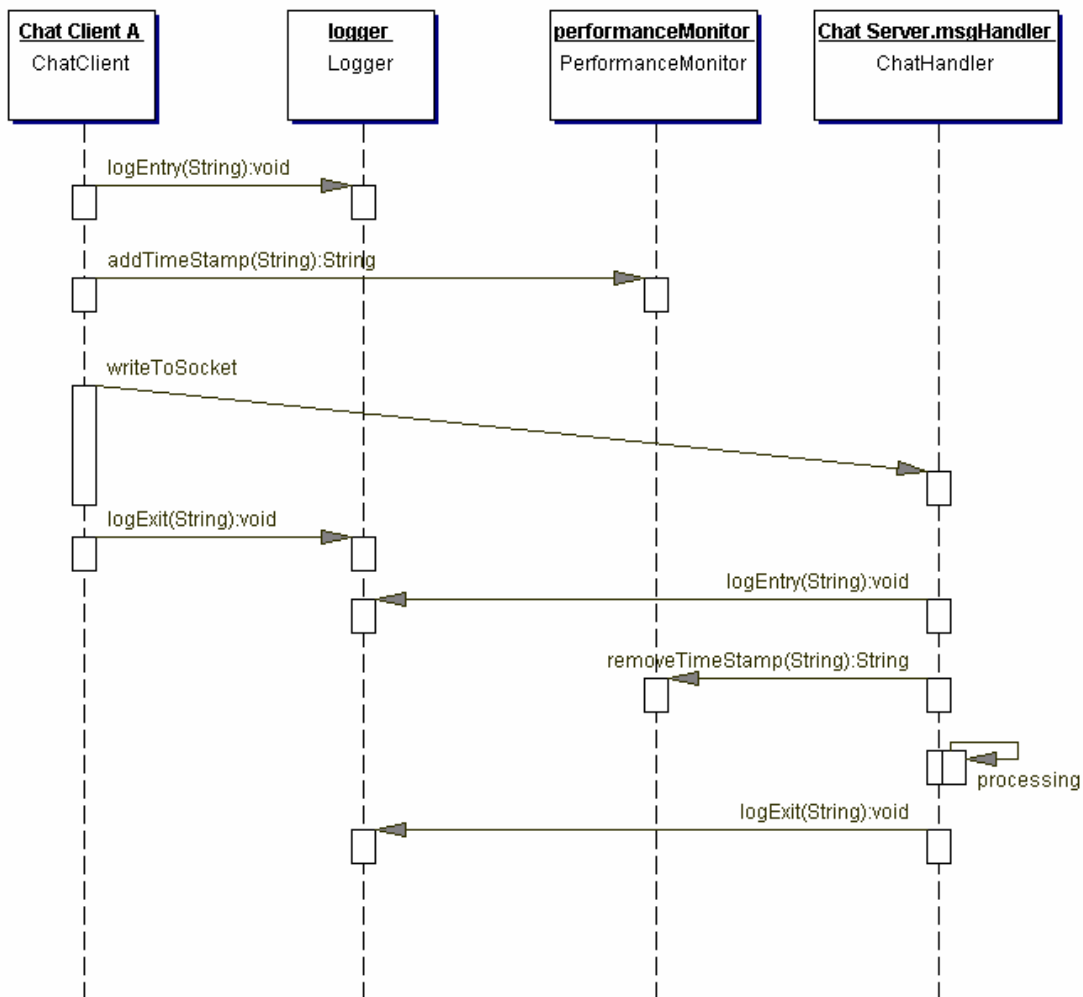 Chat Client A
ChatClient
logger
Logger
performanceMonitor
PerformanceMonitor
Chat Server.msgHandler
ChatHandler
logEntry(String):void
addTimeStamp(String):String
writeToSocket
logExit(String):void
logEntry(String):void
removeTimeStamp(String):String
processing
logExit(String):void